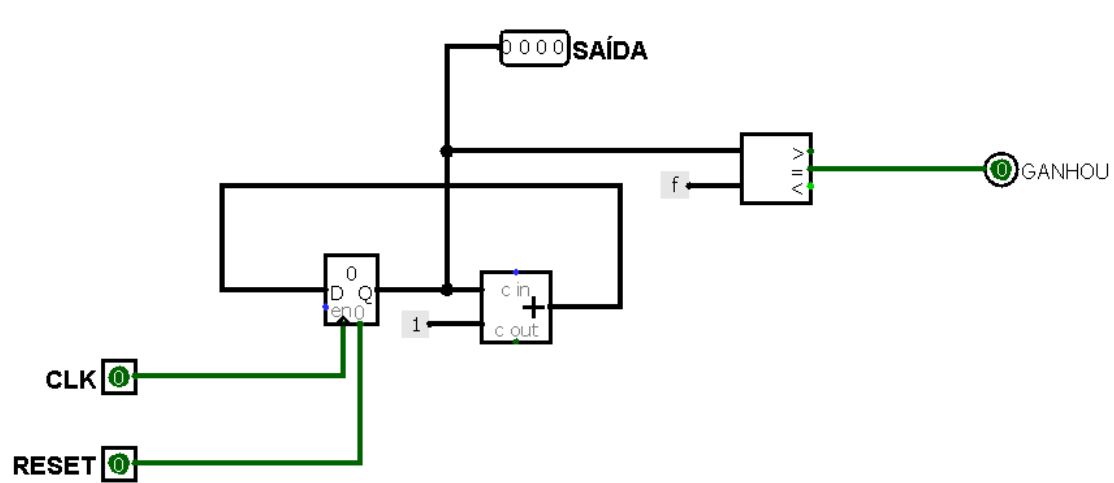 0 0 0 0 SAÍDA
>
=
<
f
0 GANHOU
0
D Q
en 0
c in
+
c out
1
CLK 0
RESET 0